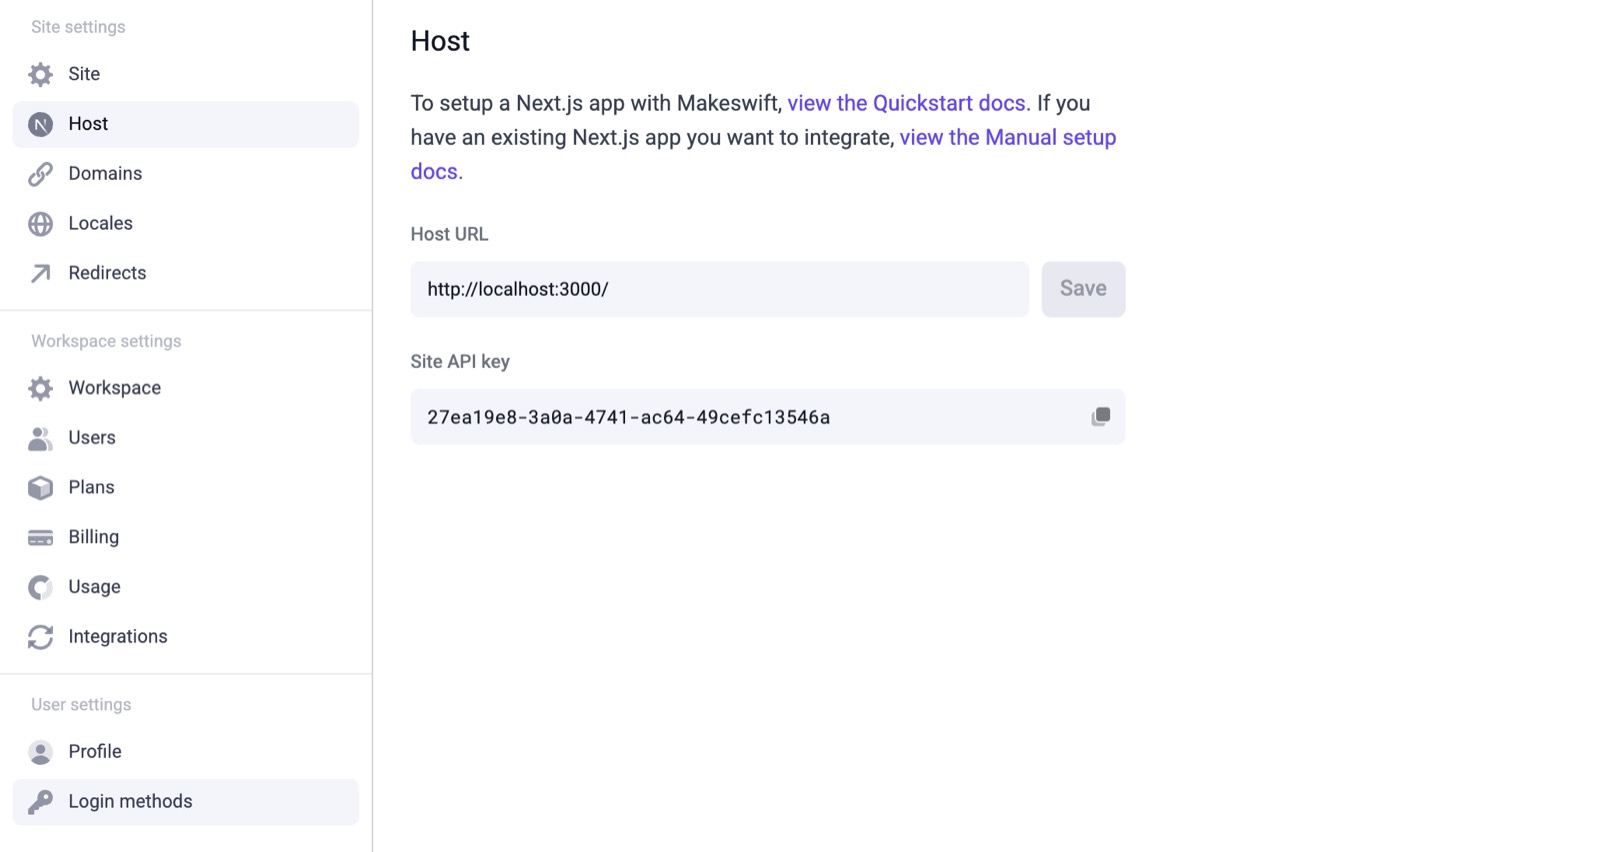 Site settings
Site
Host
Domains
Locales
Redirects
Workspace settings
Workspace
Users
Plans
Billing
Usage
Integrations
User settings
Profile
Login methods
Host
To setup a Next.js app with Makeswift, view the Quickstart docs. If you
have an existing Next.js app you want to integrate, view the Manual setup
docs.
Host URL
http://localhost:3000/
Save
Site API key
27ea19e8-3a0a-4741-ac64-49cefc13546a